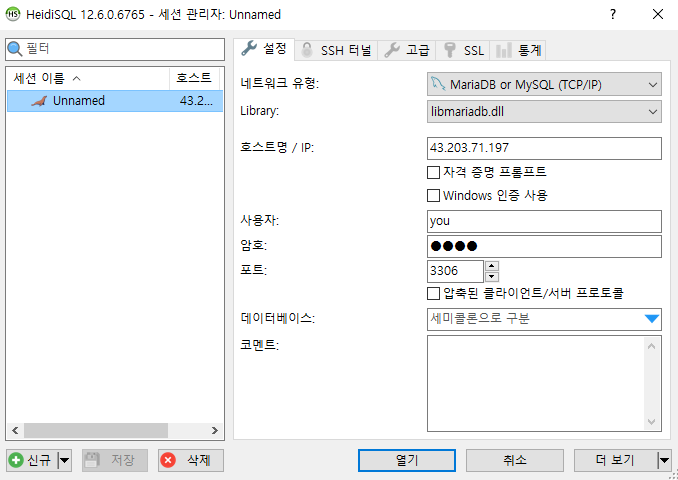 HeidiSQL 12.6.0.6765 - 세션 관리자: Unnamed
필터
세션 이름 호스트
Unnamed 43.2...
설정 SSH 터널 고급 SSL 통계
네트워크 유형: MariaDB or MySQL (TCP/IP)
Library: libmariadb.dll
호스트명 / IP: 43.203.71.197
자격 증명 프롬프트
Windows 인증 사용
사용자: you
암호: ●●●●
포트: 3306
압축된 클라이언트/서버 프로토콜
데이터베이스: 세미콜론으로 구분
코멘트:
신규 저장 삭제 열기 취소 더 보기